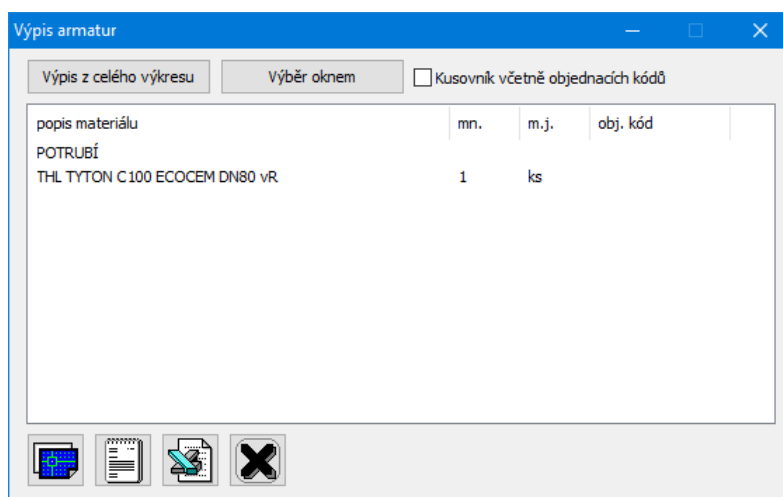 Výpis armatur
Výpis z celého výkresu Výběr oknem Kusovník včetně objednacích kódů
popis materiálu mn. m.j. obj. kód
POTRUBÍ
THL TYTON C100 ECOCEM DN80 vR 1 ks